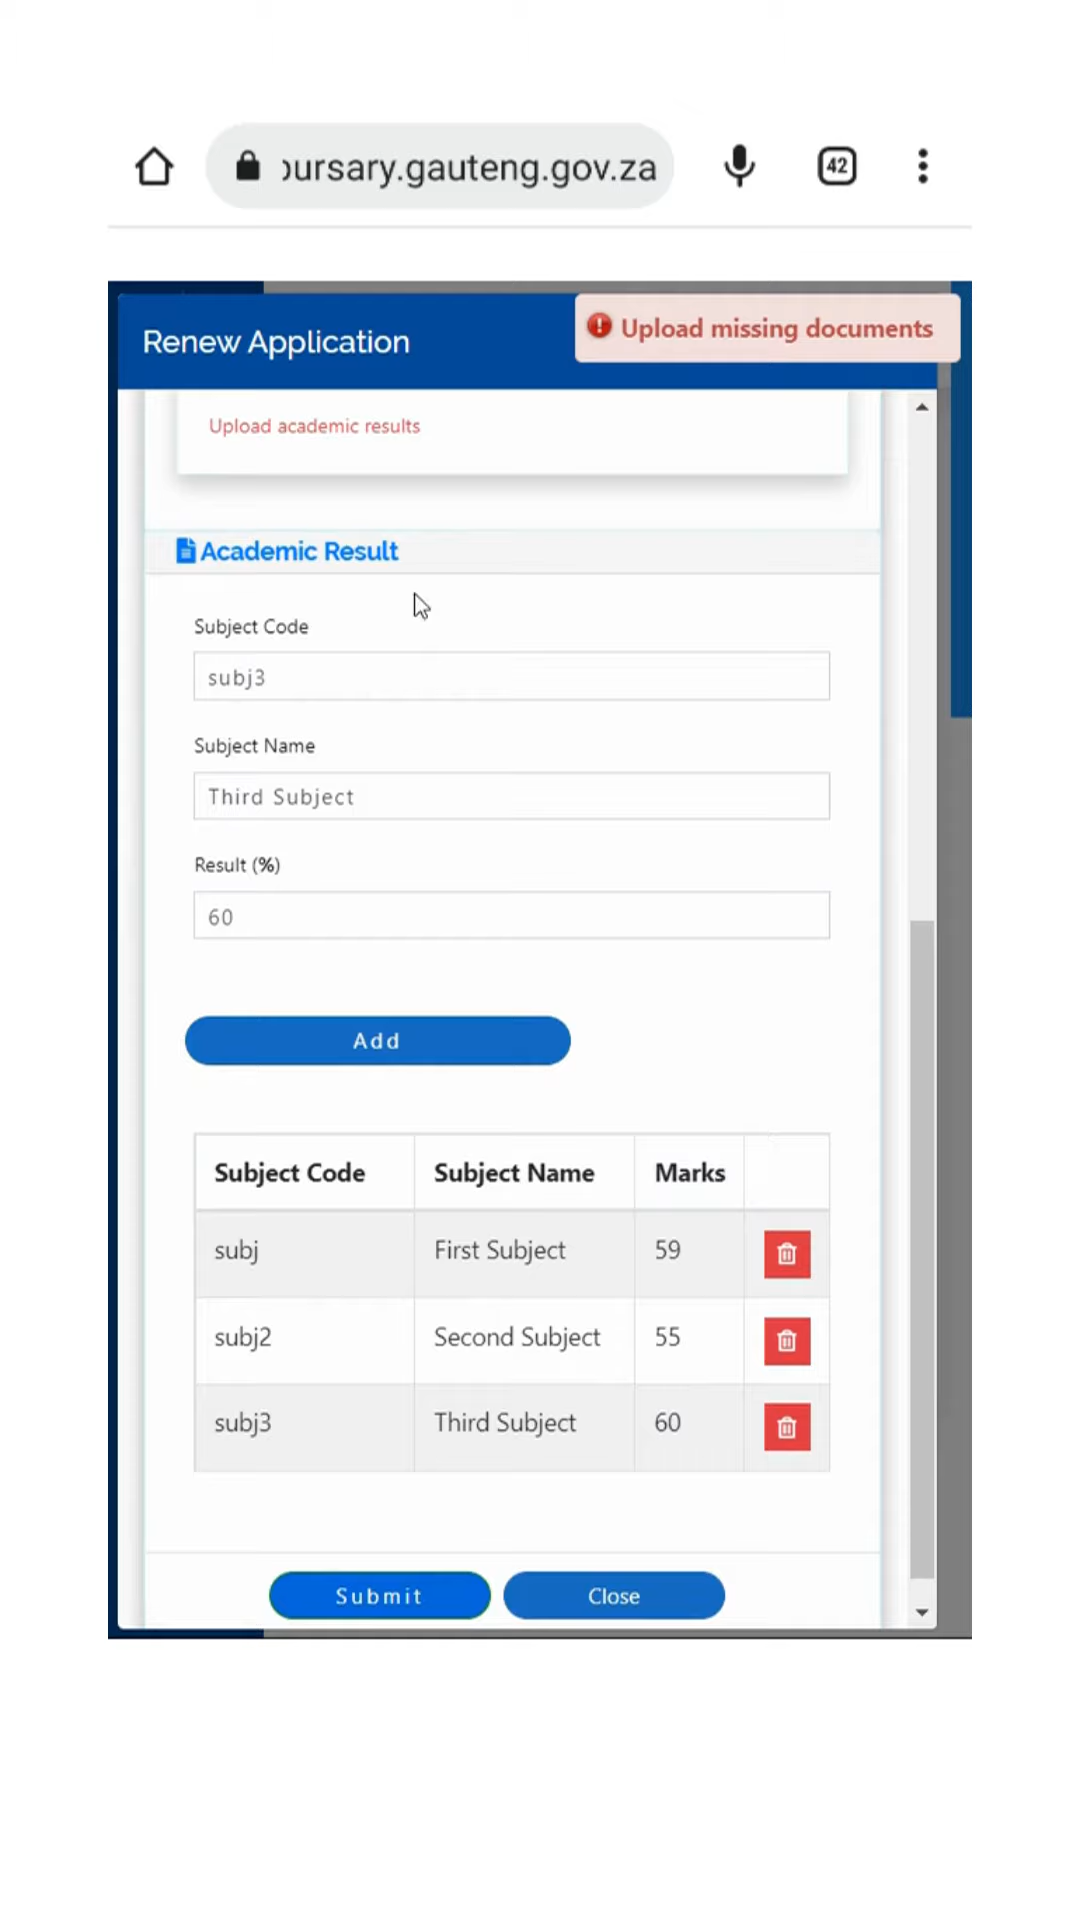 bursary.gauteng.gov.za
42
Renew Application
Upload missing documents
Upload academic results
Academic Result
Subject Code
subj3
Subject Name
Third Subject
Result (%)
60
Add
Subject Code Subject Name Marks
subj First Subject 59
subj2 Second Subject 55
subj3 Third Subject 60
Submit Close